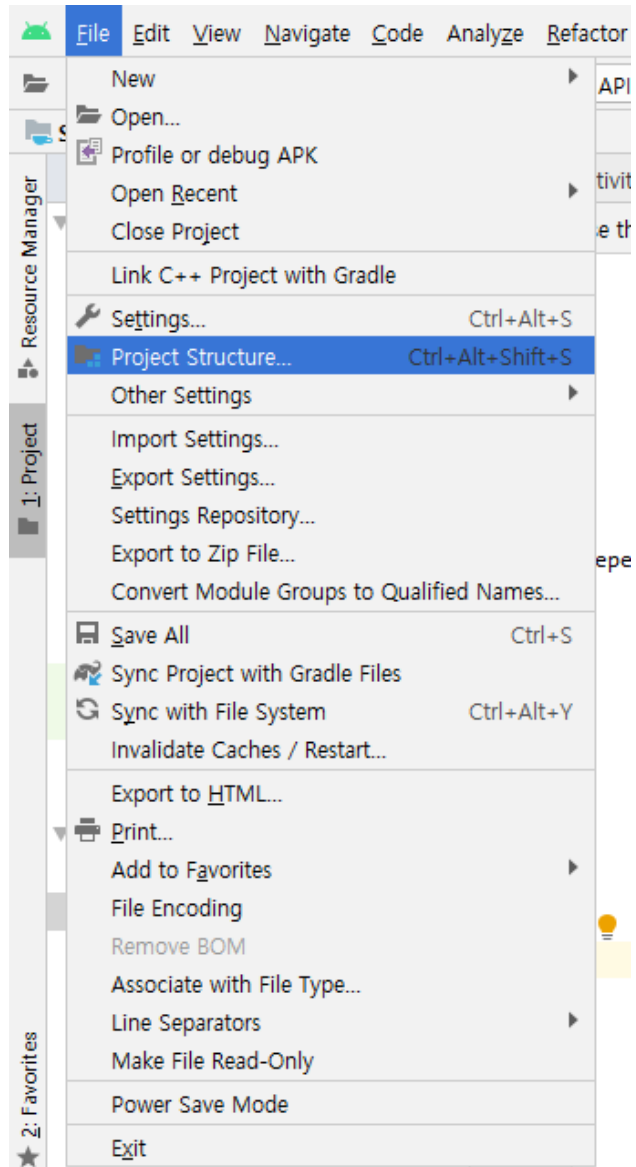 File Edit View Navigate Code Analyze Refactor
New
API
Open...
Profile or debug APK
Open Recent
Close Project
Link C++ Project with Gradle
Settings... Ctrl+Alt+S
Project Structure... Ctrl+Alt+Shift+S
Other Settings
Import Settings...
Export Settings...
Settings Repository...
Export to Zip File...
Convert Module Groups to Qualified Names...
Save All Ctrl+S
Sync Project with Gradle Files
Sync with File System Ctrl+Alt+Y
Invalidate Caches / Restart...
Export to HTML...
Print...
Add to Favorites
File Encoding
Remove BOM
Associate with File Type...
Line Separators
Make File Read-Only
Power Save Mode
Exit
Resource Manager
1: Project
2: Favorites